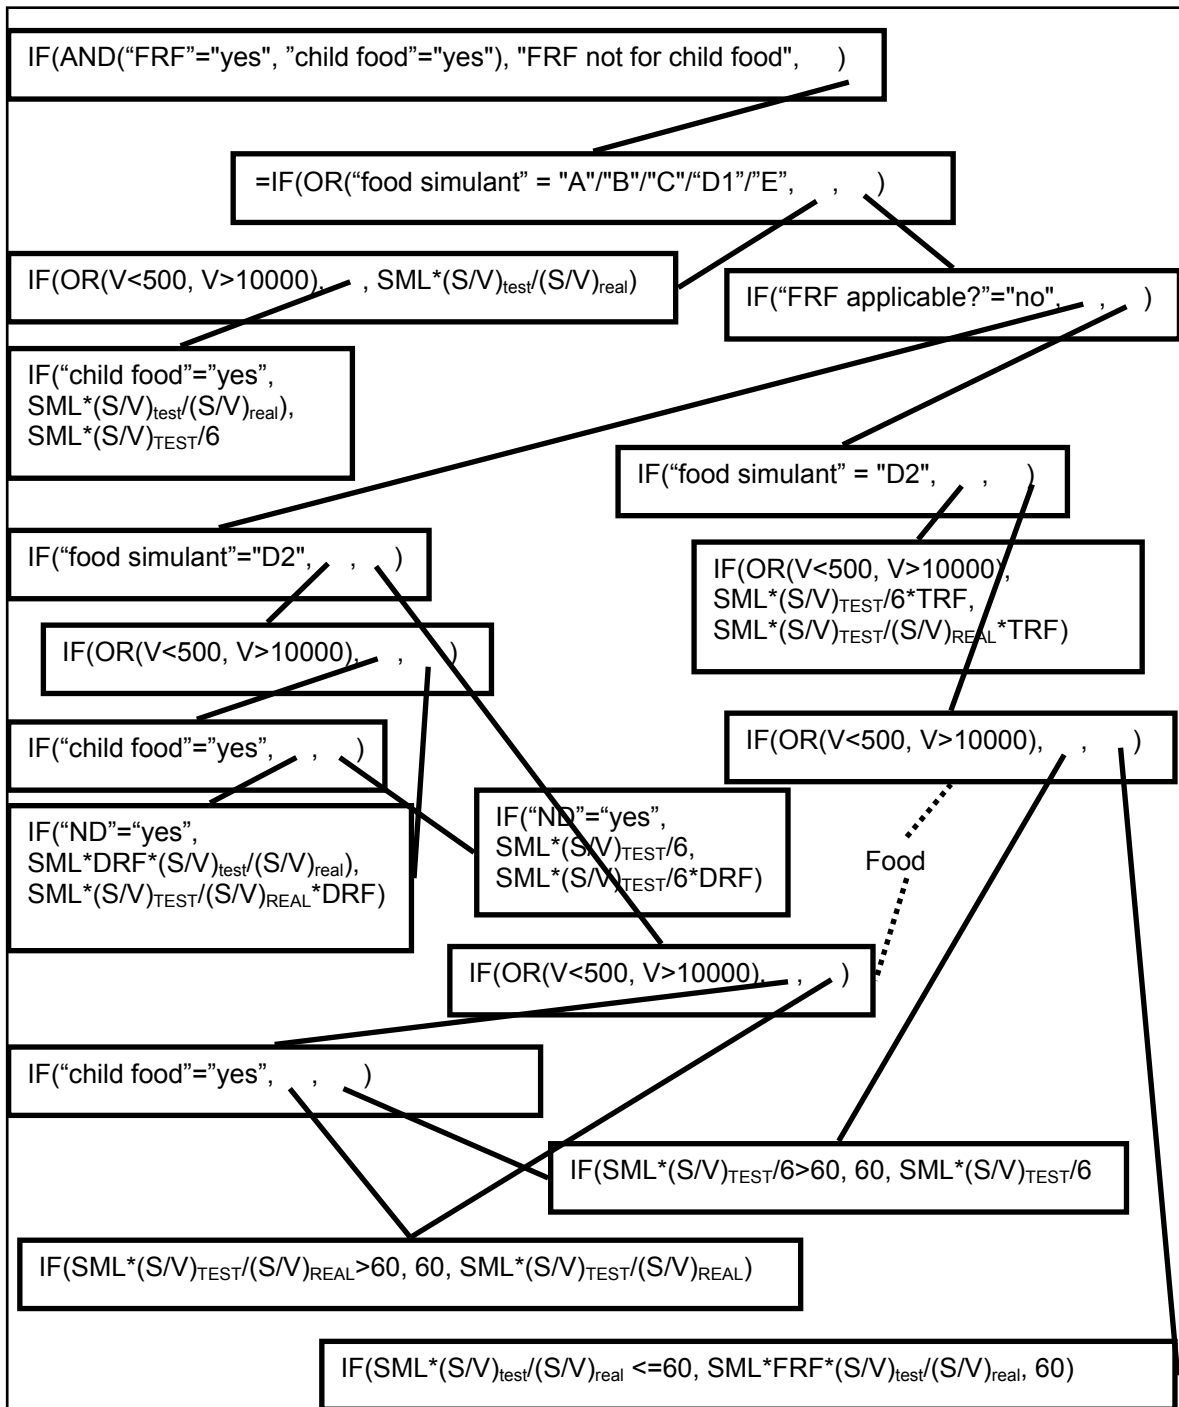 IF(AND(“FRF”="yes", ”child food”="yes"), "FRF not for child food", )
=IF(OR(“food simulant” = "A"/"B"/"C"/“D1”/”E”, , )
IF(OR(V<500, V>10000), , SML*(S/V)test/(S/V)real)
IF(“FRF applicable?”="no", , )
IF(“child food”=”yes”,
SML*(S/V)test/(S/V)real),
SML*(S/V)TEST/6
IF(“food simulant” = "D2", , )
IF(“food simulant”="D2", , )
IF(OR(V<500, V>10000),
SML*(S/V)TEST/6*TRF,
SML*(S/V)TEST/(S/V)REAL*TRF)
IF(OR(V<500, V>10000), , )
IF(“child food”=”yes”, , )
IF(OR(V<500, V>10000), , )
IF(“ND”=“yes”,
SML*DRF*(S/V)test/(S/V)real),
SML*(S/V)TEST/(S/V)REAL*DRF)
IF(“ND”=“yes”,
SML*(S/V)TEST/6,
SML*(S/V)TEST/6*DRF)
Food
IF(OR(V<500, V>10000), , )
IF(“child food”=”yes”, , )
IF(SML*(S/V)TEST/6>60, 60, SML*(S/V)TEST/6
IF(SML*(S/V)TEST/(S/V)REAL>60, 60, SML*(S/V)TEST/(S/V)REAL)
IF(SML*(S/V)test/(S/V)real <=60, SML*FRF*(S/V)test/(S/V)real, 60)